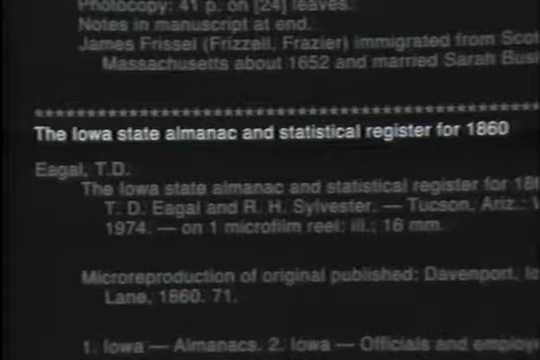 Photocopy: 41 p. on [24] leaves.
Notes in manuscript at end.
James Frissel (Frizzell, Frazier) immigrated from Scot
Massachusetts about 1652 and married Sarah Bus
The Iowa state almanac and statistical register for 1860
Eagal, T.D.
The Iowa state almanac and statistical register for 18
T. D. Eagal and R. H. Sylvester. — Tucson, Ariz.:
1974. — on 1 microfilm reel: ill.; 16 mm.
Microreproduction of original published: Davenport, Io
Lane, 1860. 71.
1. Iowa — Almanacs. 2. Iowa — Officials and employ